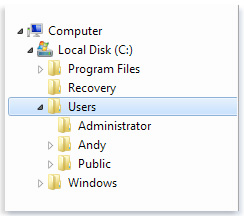 Computer
Local Disk (C:)
Program Files
Recovery
Users
Administrator
Andy
Public
Windows